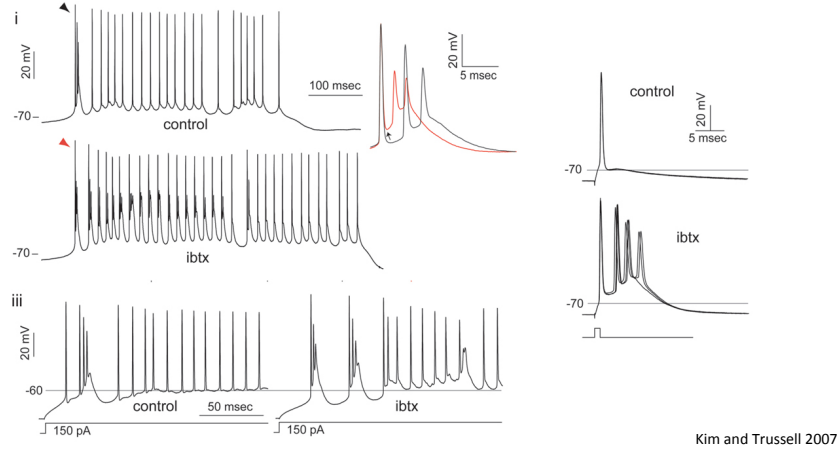 i
20 mV
-70
control
100 msec
20 mV
5 msec
-70
ibtx
control
20 mV
5 msec
-70
ibtx
-70
iii
20 mV
-60
control
50 msec
150 pA
ibtx
150 pA
Kim and Trussell 2007